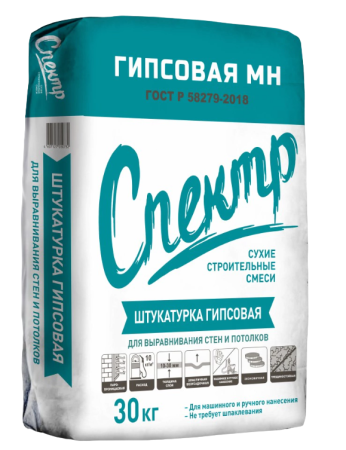 ГИПСОВАЯ МН
ГОСТ Р 58279-2018
Спектр
СУХИЕ
СТРОИТЕЛЬНЫЕ
СМЕСИ
ШТУКАТУРКА ГИПСОВАЯ
ДЛЯ ВЫРАВНИВАНИЯ СТЕН И ПОТОЛКОВ
30 КГ
- Для машинного и ручного нанесения
- Не требует шпаклевания
Спектр
ШТУКАТУРКА ГИПСОВАЯ
ДЛЯ ВЫРАВНИВАНИЯ СТЕН И ПОТОЛКОВ